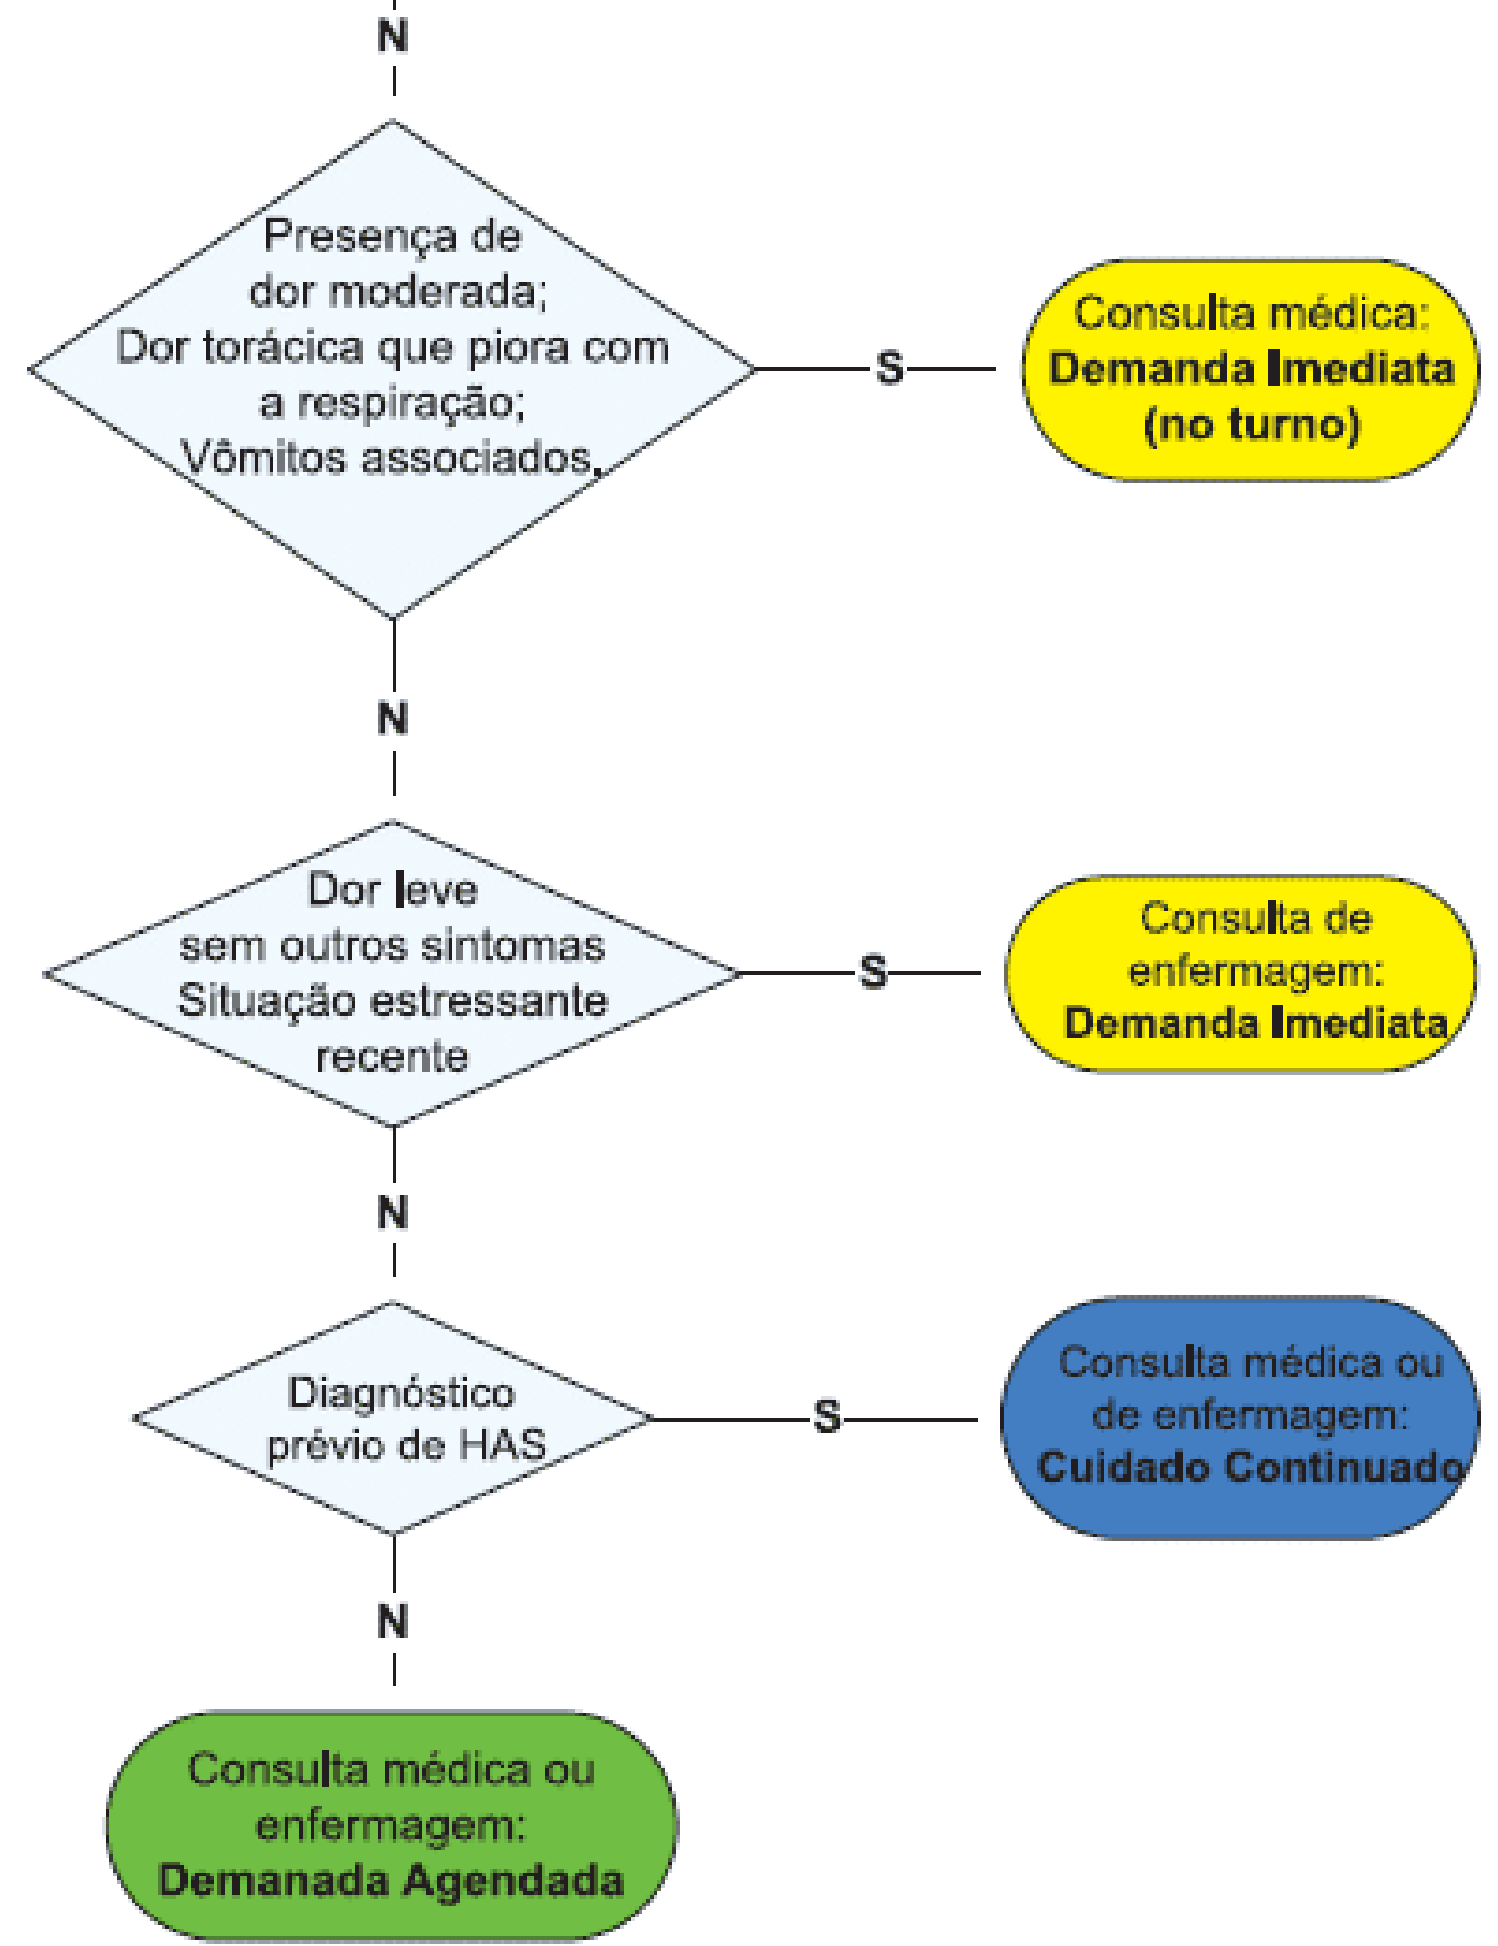 N
Presença de
dor moderada;
Dor torácica que piora com
a respiração;
Vômitos associados.
S
Consulta médica:
Demanda Imediata
(no turno)
N
Dor leve
sem outros sintomas
Situação estressante
recente
S
Consulta de
enfermagem:
Demanda Imediata
N
Diagnóstico
prévio de HAS
S
Consulta médica ou
de enfermagem:
Cuidado Continuado
N
Consulta médica ou
enfermagem:
Demanada Agendada